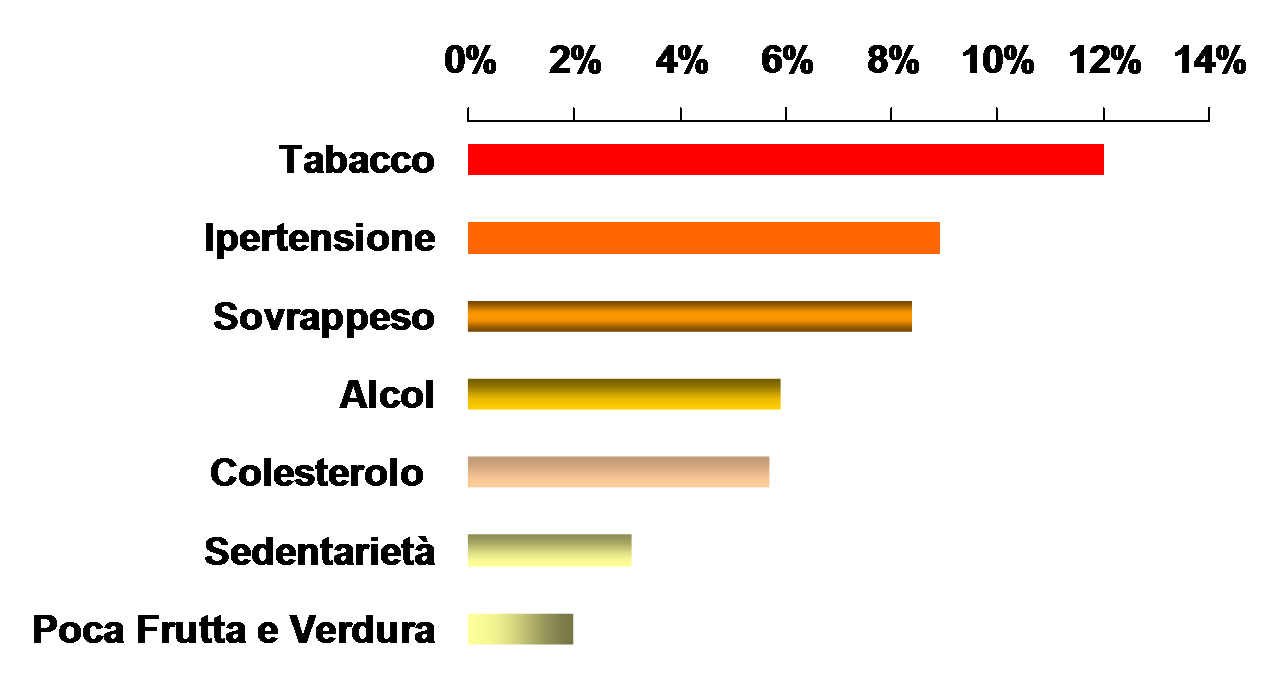 0% 2% 4% 6% 8% 10% 12% 14%
Tabacco
Ipertensione
Sovrappeso
Alcol
Colesterolo
Sedentarietà
Poca Frutta e Verdura